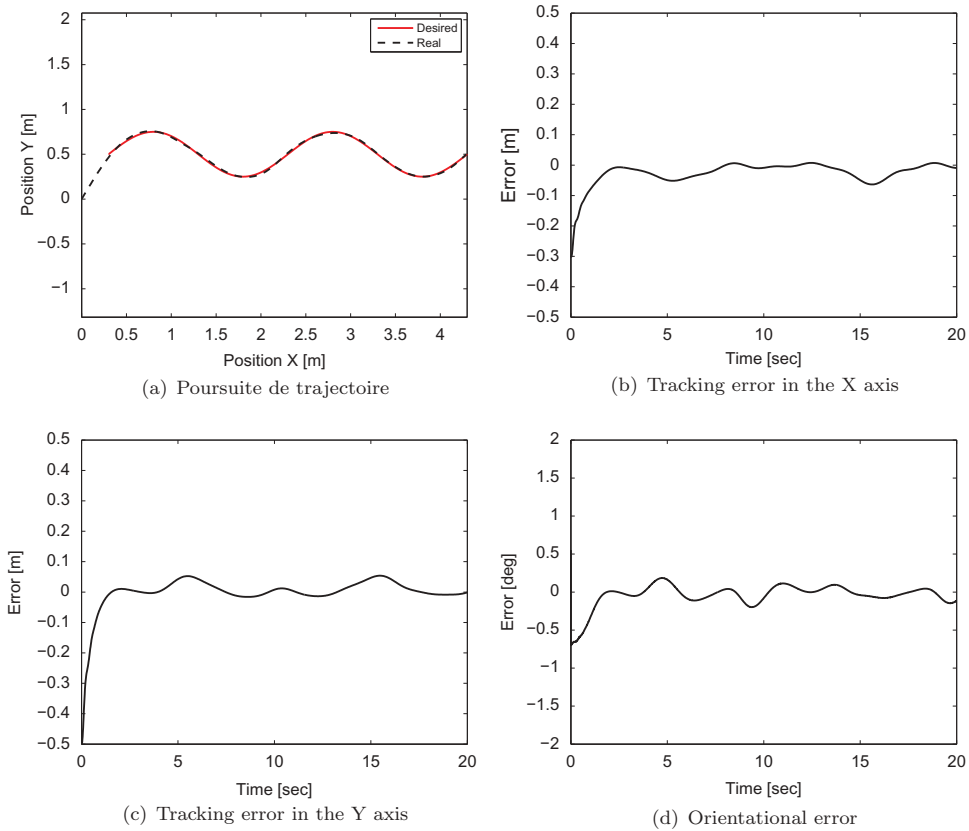 2
1.5
1
0.5
0
−0.5
−1
Position Y [m]
Desired
Real
0 0.5 1 1.5 2 2.5 3 3.5 4
Position X [m]
(a) Poursuite de trajectoire
0.5
0.4
0.3
0.2
0.1
0
−0.1
−0.2
−0.3
−0.4
−0.5
Error [m]
0 5 10 15 20
Time [sec]
(b) Tracking error in the X axis
0.5
0.4
0.3
0.2
0.1
0
−0.1
−0.2
−0.3
−0.4
−0.5
Error [m]
0 5 10 15 20
Time [sec]
(c) Tracking error in the Y axis
2
1.5
1
0.5
0
−0.5
−1
−1.5
−2
Error [deg]
0 5 10 15 20
Time [sec]
(d) Orientational error